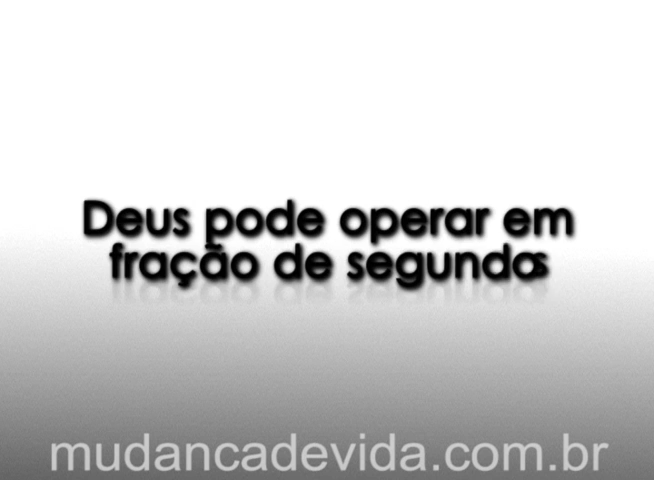 Deus pode operar em
fração de segundos
mudancadevida.com.br